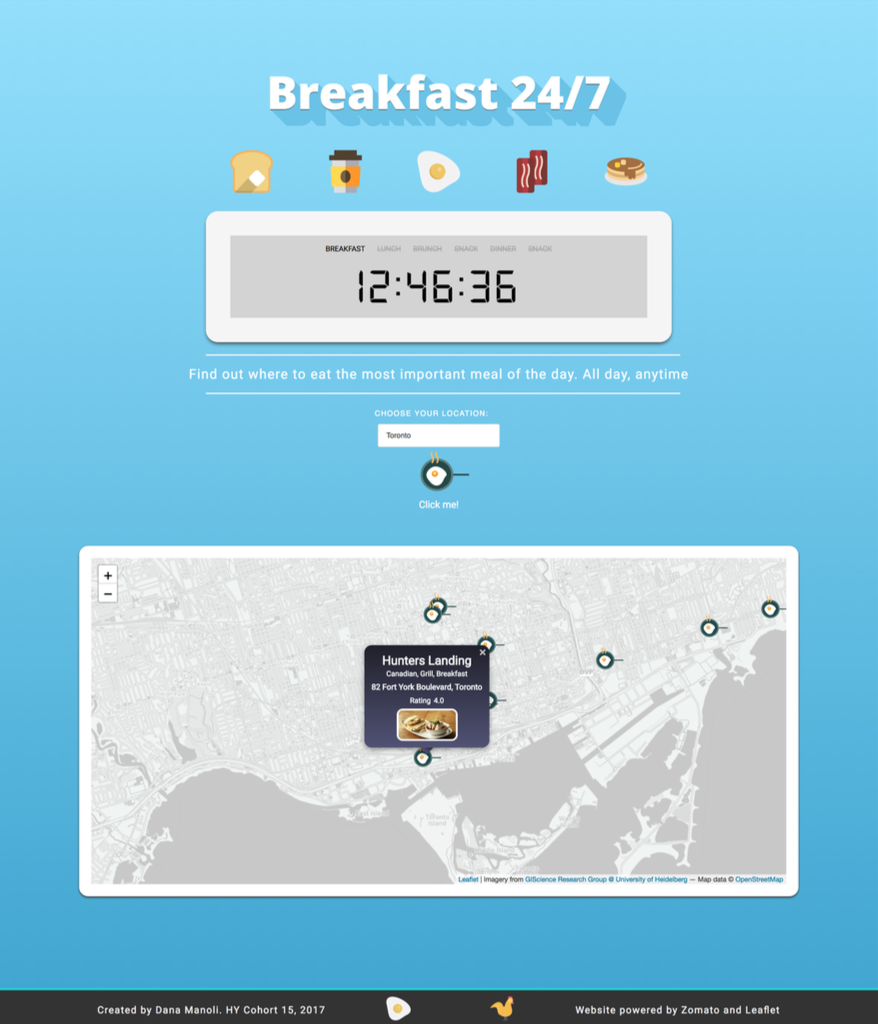 Breakfast 24/7
BREAKFAST LUNCH BRUNCH SNACK DINNER SNACK
12:46:36
Find out where to eat the most important meal of the day. All day, anytime
CHOOSE YOUR LOCATION:
Toronto
Click me!
+
−
×
Hunters Landing
Canadian, Grill, Breakfast
82 Fort York Boulevard, Toronto
Rating 4.0
Toronto
Island
Leaflet | Imagery from GIScience Research Group @ University of Heidelberg — Map data © OpenStreetMap
Created by Dana Manoli. HY Cohort 15, 2017
Website powered by Zomato and Leaflet